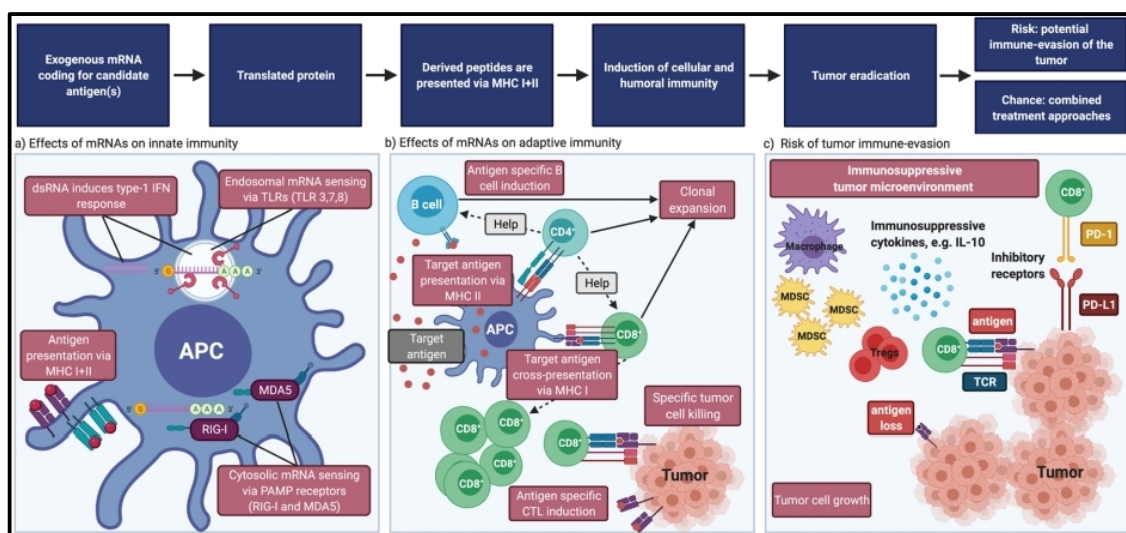 Exogenous mRNA
coding for candidate
antigen(s)
Translated protein
Derived peptides are
presented via MHC I+II
Induction of cellular and
humoral immunity
Tumor eradication
Risk: potential
immune-evasion of the
tumor
Chance: combined
treatment approaches
a) Effects of mRNAs on innate immunity
dsRNA induces type-1 IFN
response
Endosomal mRNA sensing
via TLRs (TLR 3,7,8)
5' G A A A 3'
APC
Antigen
presentation via
MHC I+II
MDA5
5' G A A A 3'
RIG-I
Cytosolic mRNA sensing
via PAMP receptors
(RIG-I and MDA5)
b) Effects of mRNAs on adaptive immunity
Antigen specific B
cell induction
B cell
Clonal
expansion
Help
CD4+
Target antigen
presentation via
MHC II
Help
APC
CD8+
Target
antigen
Target antigen
cross-presentation
via MHC I
Specific tumor
cell killing
CD8+
CD8+
CD8+
CD8+
CD8+
CD8+
Tumor
Antigen specific
CTL induction
c) Risk of tumor immune-evasion
Immunosuppressive
tumor microenvironment
CD8+
Macrophage
Immunosuppressive
cytokines, e.g. IL-10
PD-1
Inhibitory
receptors
MDSC
MDSC
MDSC
PD-L1
antigen
CD8+
Tregs
TCR
antigen
loss
Tumor
Tumor cell growth